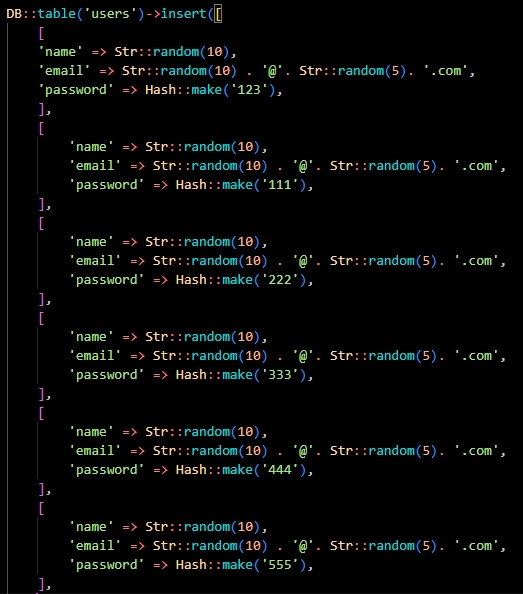 DB::table('users')->insert([
[
'name' => Str::random(10),
'email' => Str::random(10) . '@'. Str::random(5). '.com',
'password' => Hash::make('123'),
],
[
'name' => Str::random(10),
'email' => Str::random(10) . '@'. Str::random(5). '.com',
'password' => Hash::make('111'),
],
[
'name' => Str::random(10),
'email' => Str::random(10) . '@'. Str::random(5). '.com',
'password' => Hash::make('222'),
],
[
'name' => Str::random(10),
'email' => Str::random(10) . '@'. Str::random(5). '.com',
'password' => Hash::make('333'),
],
[
'name' => Str::random(10),
'email' => Str::random(10) . '@'. Str::random(5). '.com',
'password' => Hash::make('444'),
],
[
'name' => Str::random(10),
'email' => Str::random(10) . '@'. Str::random(5). '.com',
'password' => Hash::make('555'),
],